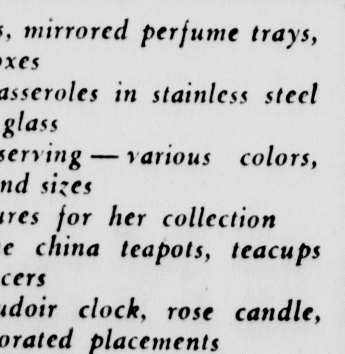 s, mirrored perfume trays,
oxes
asseroles in stainless steel
glass
serving — various colors,
nd sizes
ures for her collection
e china teapots, teacups
cers
udoir clock, rose candle,
orated placements